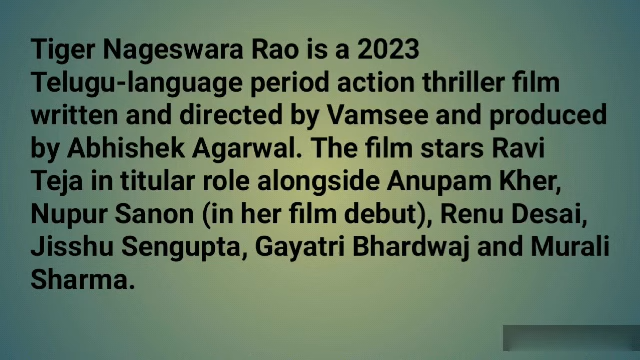 Tiger Nageswara Rao is a 2023
Telugu-language period action thriller film
written and directed by Vamsee and produced
by Abhishek Agarwal. The film stars Ravi
Teja in titular role alongside Anupam Kher,
Nupur Sanon (in her film debut), Renu Desai,
Jisshu Sengupta, Gayatri Bhardwaj and Murali
Sharma.